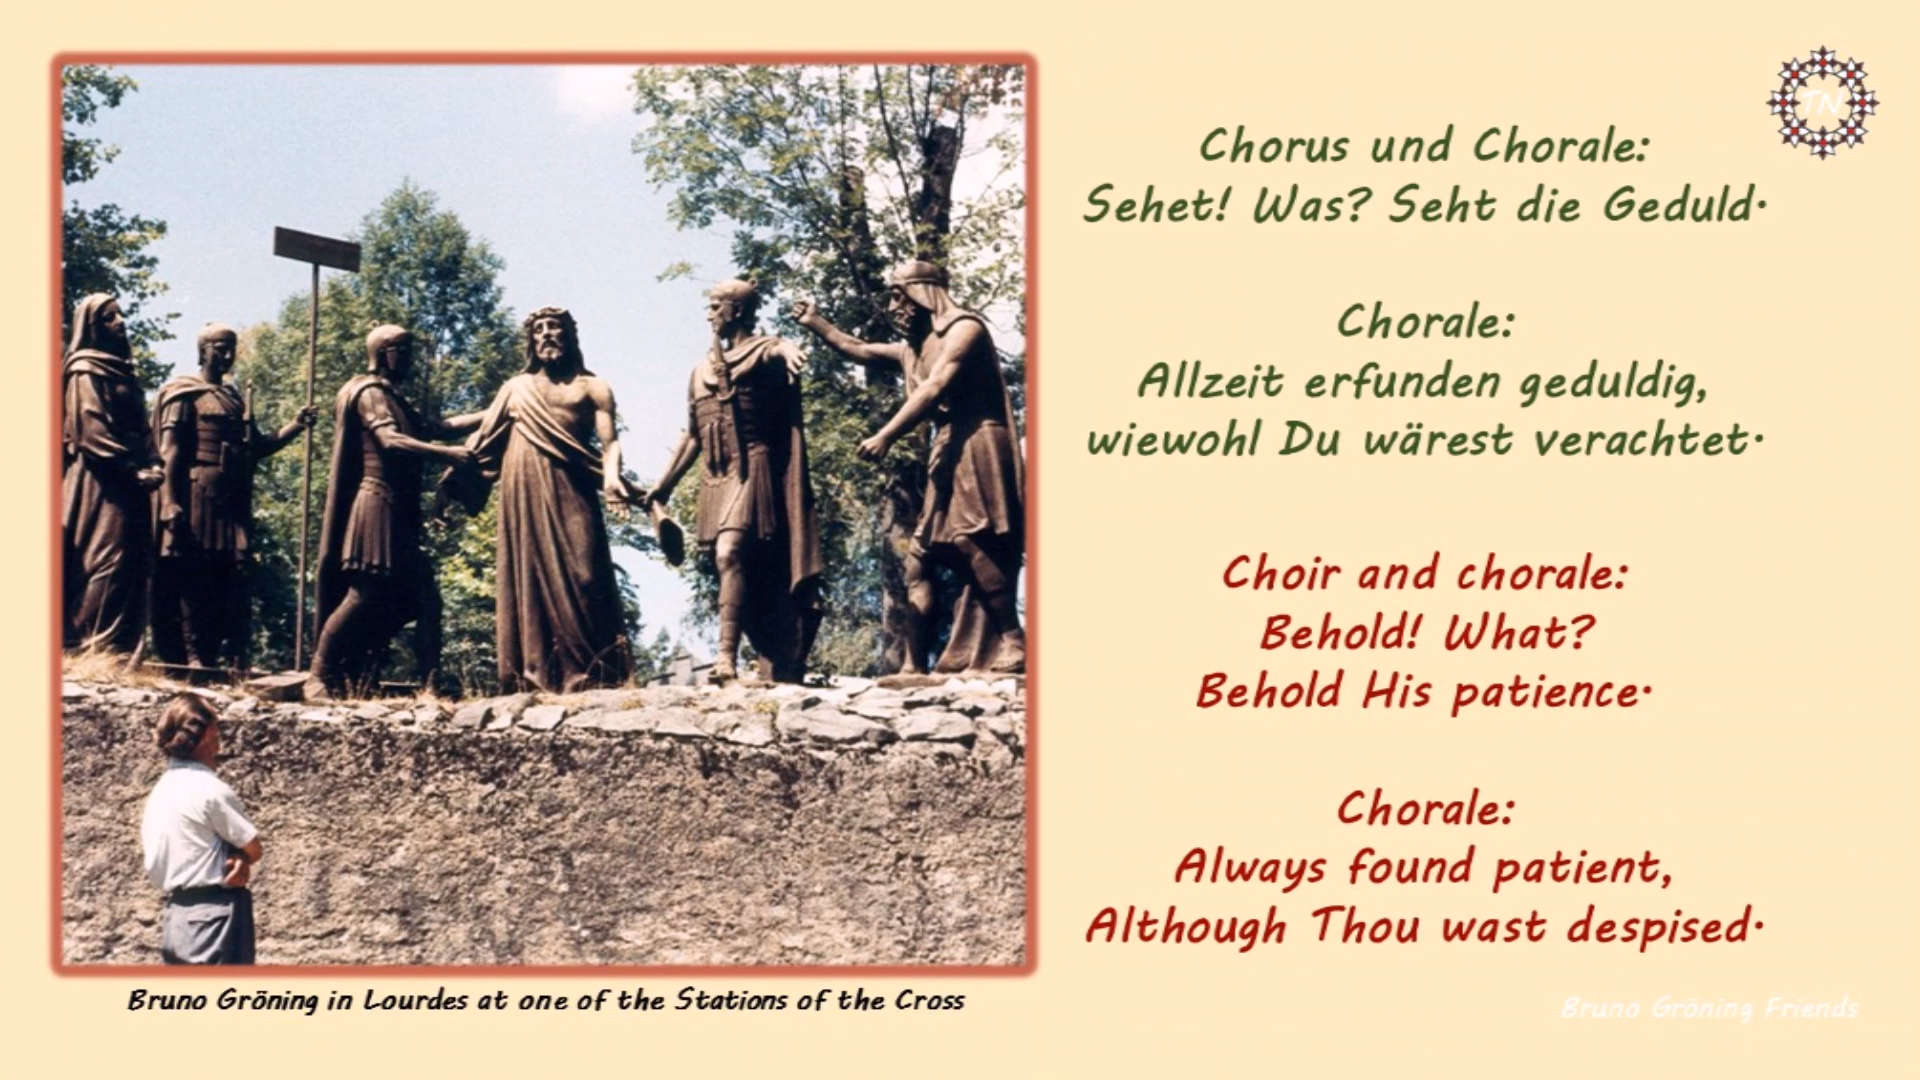 TN
Chorus und Chorale:
Sehet! Was? Seht die Geduld·
Chorale:
Allzeit erfunden geduldig,
wiewohl Du wärest verachtet·
Choir and chorale:
Behold! What?
Behold His patience·
Chorale:
Always found patient,
Although Thou wast despised·
Bruno Gröning in Lourdes at one of the Stations of the Cross
Bruno Gröning Friends